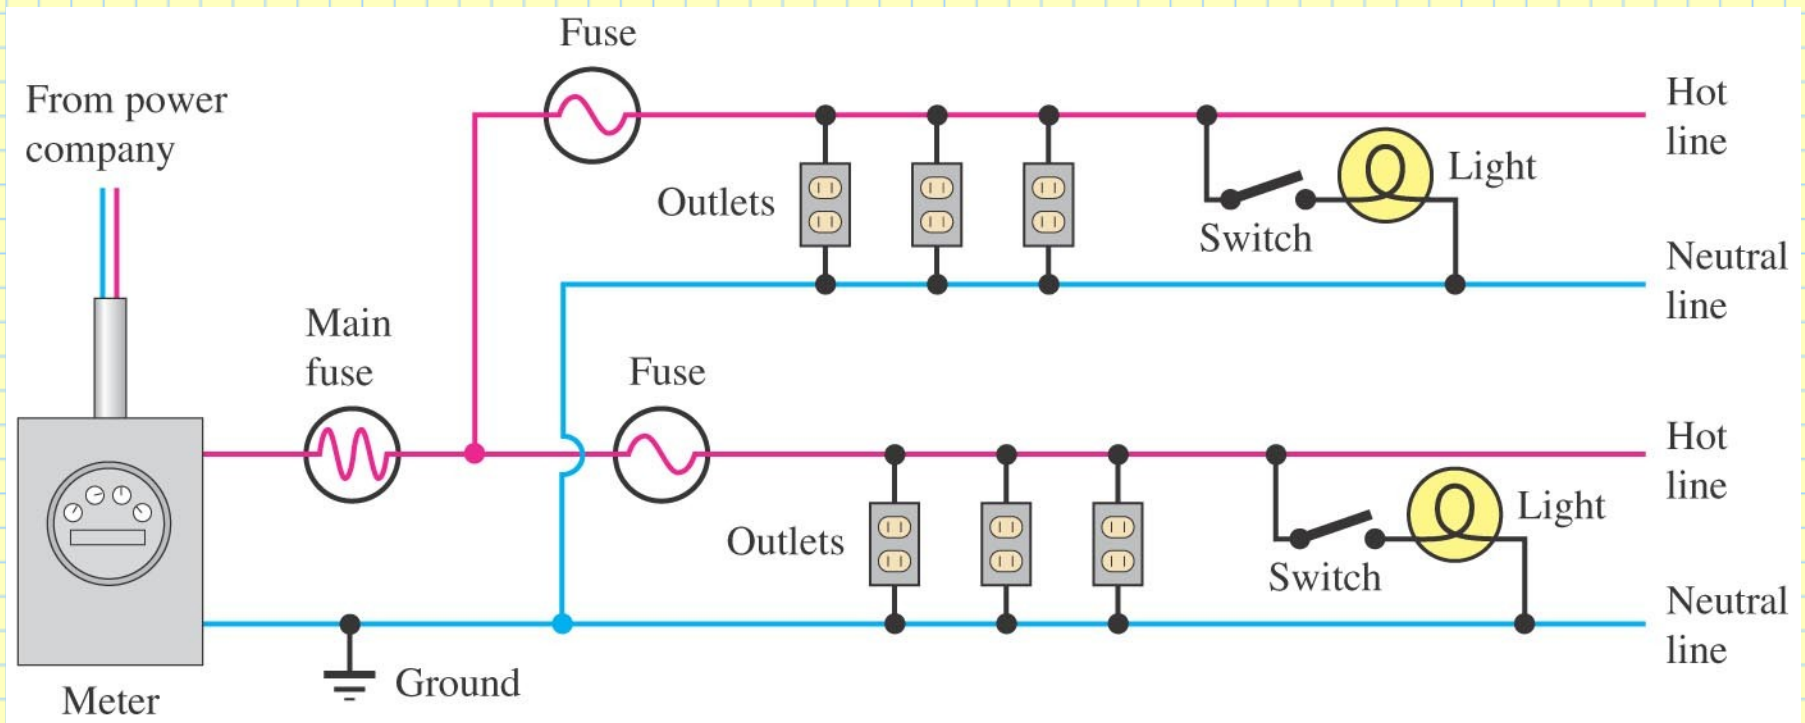 Fuse
From power
company
Hot
line
Light
Outlets
Switch
Neutral
line
Main
fuse
Fuse
Hot
line
Light
Outlets
Switch
Neutral
line
Ground
Meter